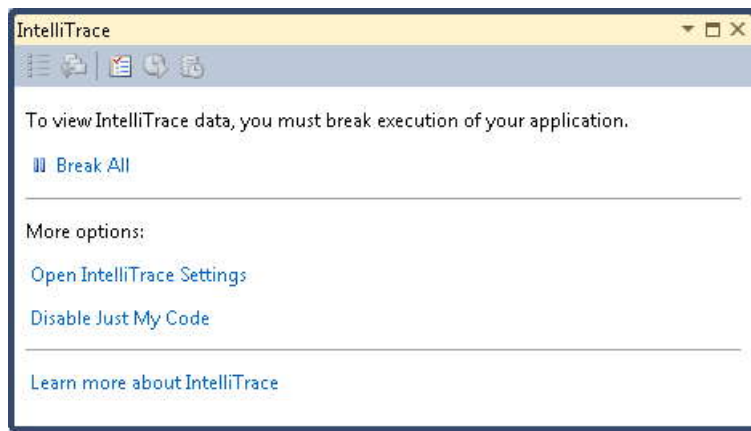 IntelliTrace
To view IntelliTrace data, you must break execution of your application.
Break All
More options:
Open IntelliTrace Settings
Disable Just My Code
Learn more about IntelliTrace